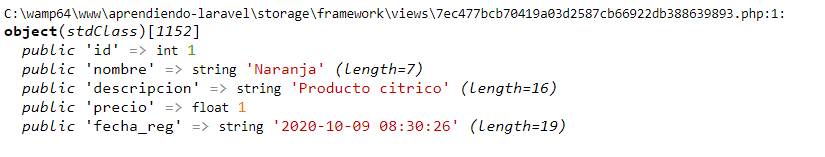 C:\wamp64\www\aprendiendo-laravel\storage\framework\views\7ec477bcb70419a03d2587cb66922db388639893.php:1:
object(stdClass)[1152]
public 'id' => int 1
public 'nombre' => string 'Naranja' (length=7)
public 'descripcion' => string 'Producto citrico' (length=16)
public 'precio' => float 1
public 'fecha_reg' => string '2020-10-09 08:30:26' (length=19)